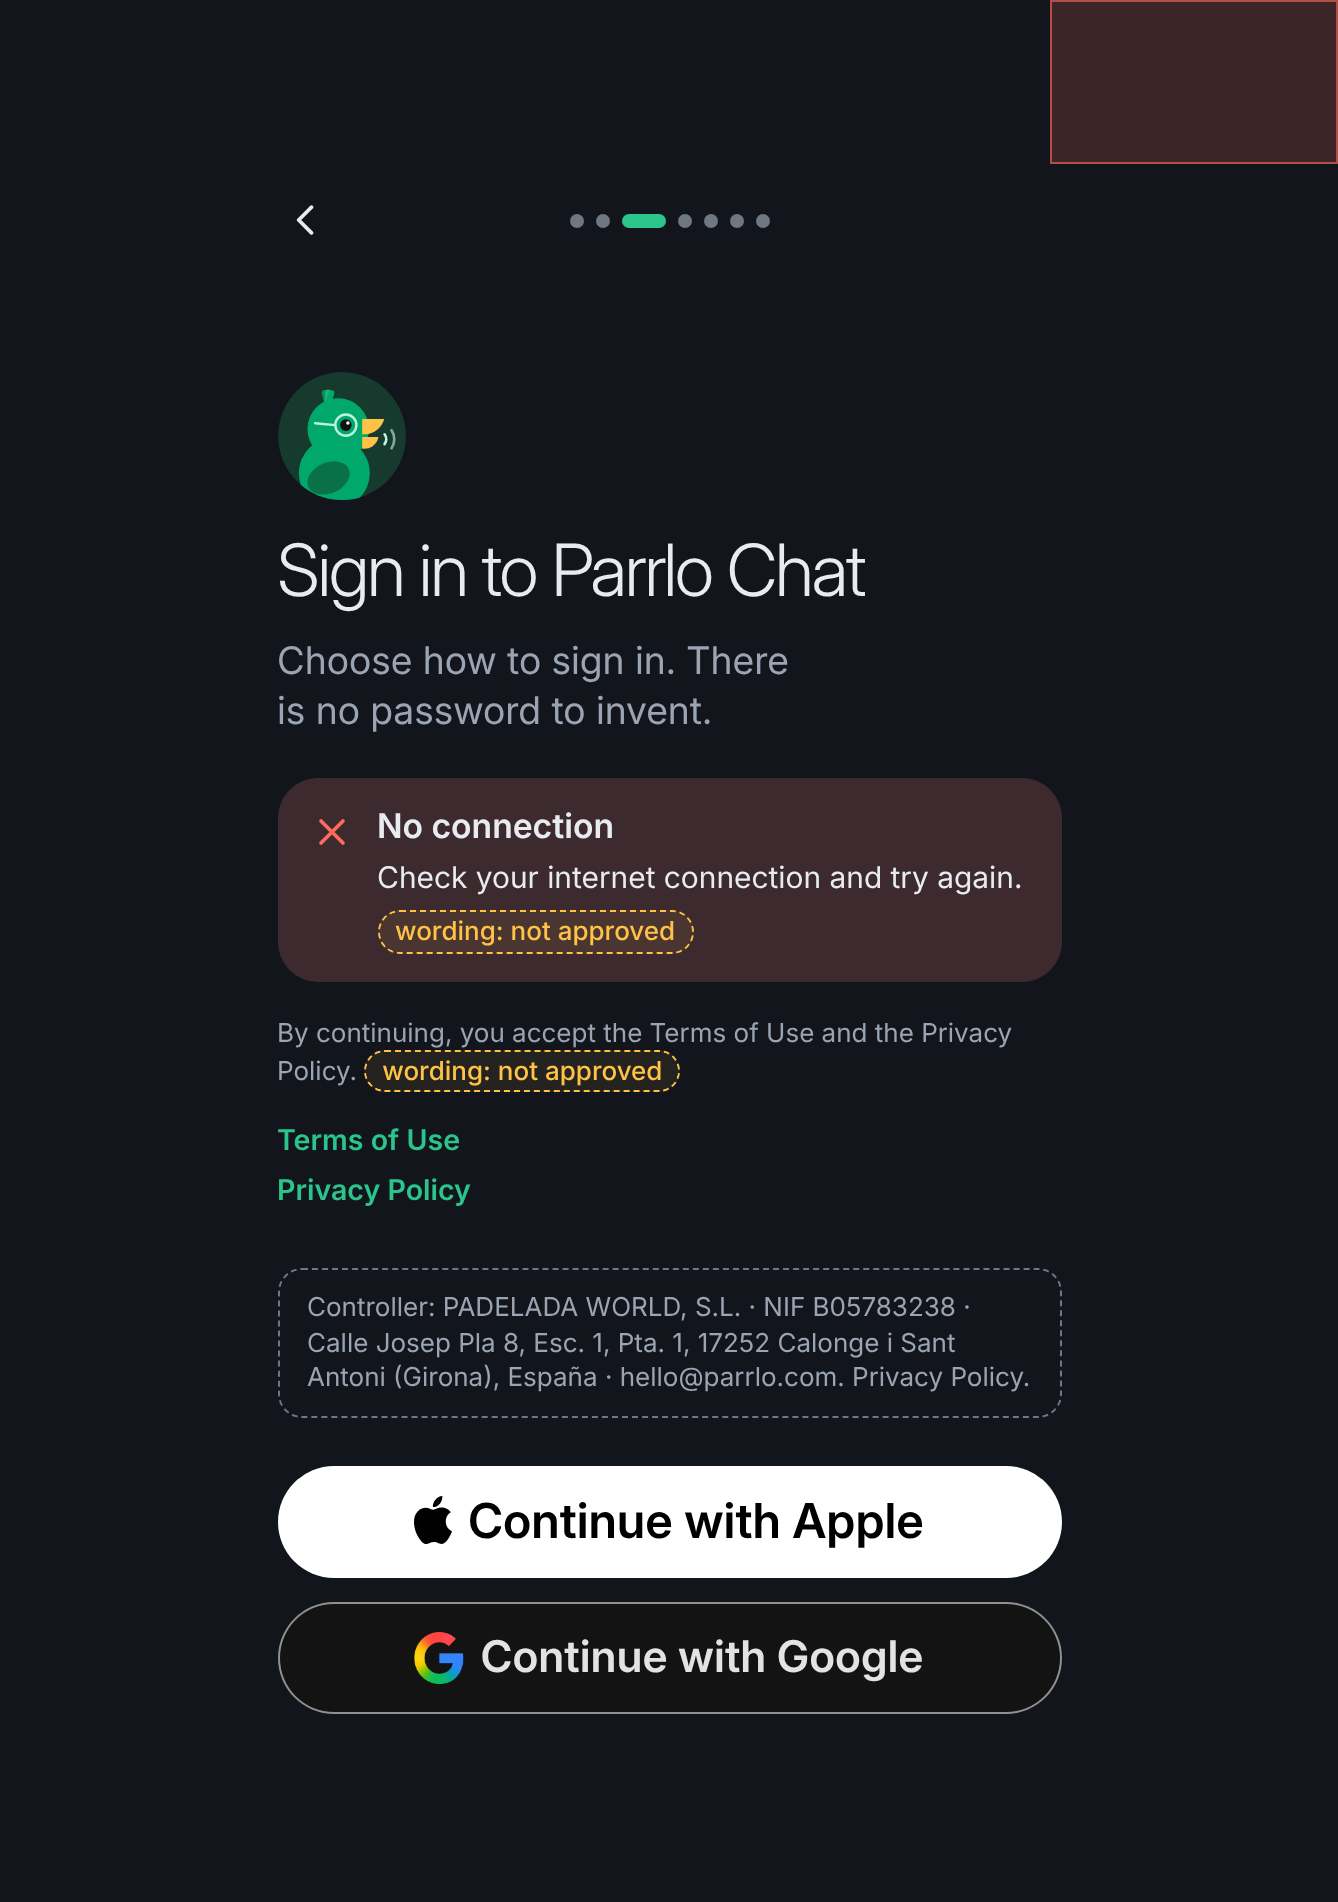 Sign in to Parrlo Chat
Choose how to sign in. There
is no password to invent.
No connection
Check your internet connection and try again.
wording: not approved
By continuing, you accept the Terms of Use and the Privacy
Policy. wording: not approved
Terms of Use
Privacy Policy
Controller: PADELADA WORLD, S.L. · NIF B05783238 ·
Calle Josep Pla 8, Esc. 1, Pta. 1, 17252 Calonge i Sant
Antoni (Girona), España · hello@parrlo.com. Privacy Policy.
Continue with Apple
Continue with Google